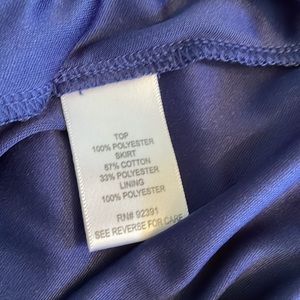 TOP
100% POLYESTER
SKIRT
67% COTTON
33% POLYESTER
LINING
100% POLYESTER
RN# 92391
SEE REVERSE FOR CARE